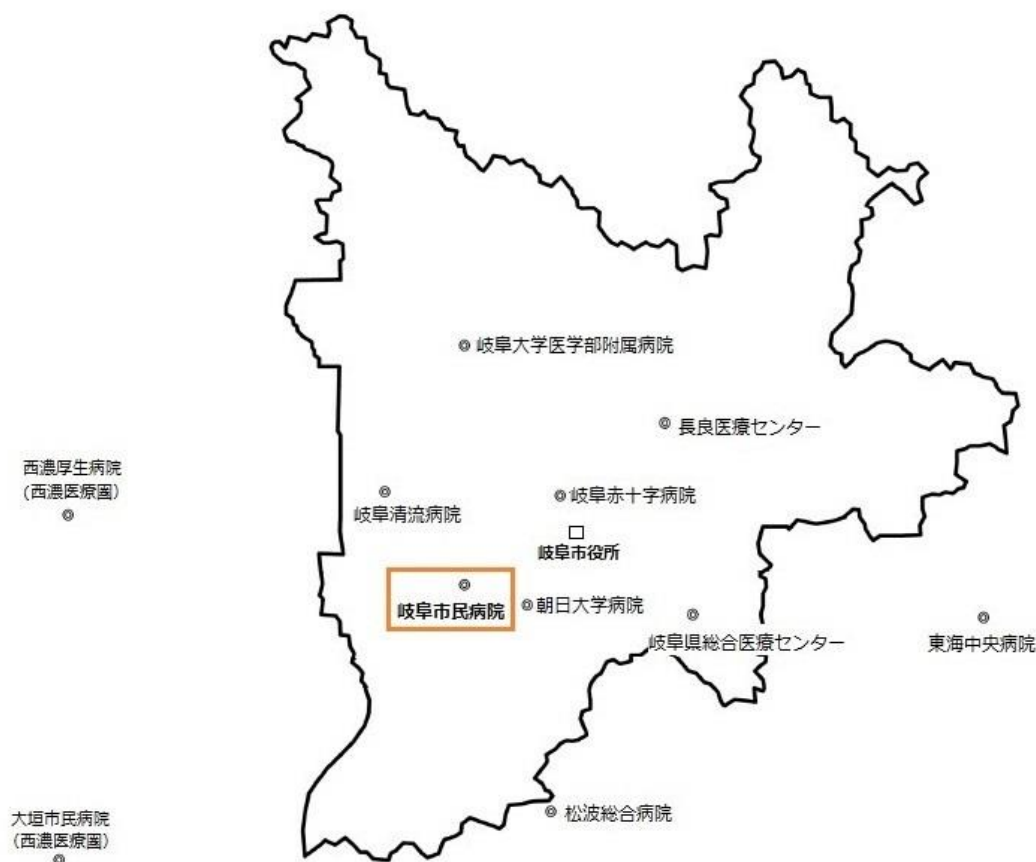 岐阜大学医学部附属病院
長良医療センター
西濃厚生病院
(西濃医療圏)
岐阜清流病院
岐阜赤十字病院
岐阜市役所
岐阜市民病院
朝日大学病院
岐阜県総合医療センター
東海中央病院
松波総合病院
大垣市民病院
(西濃医療圏)